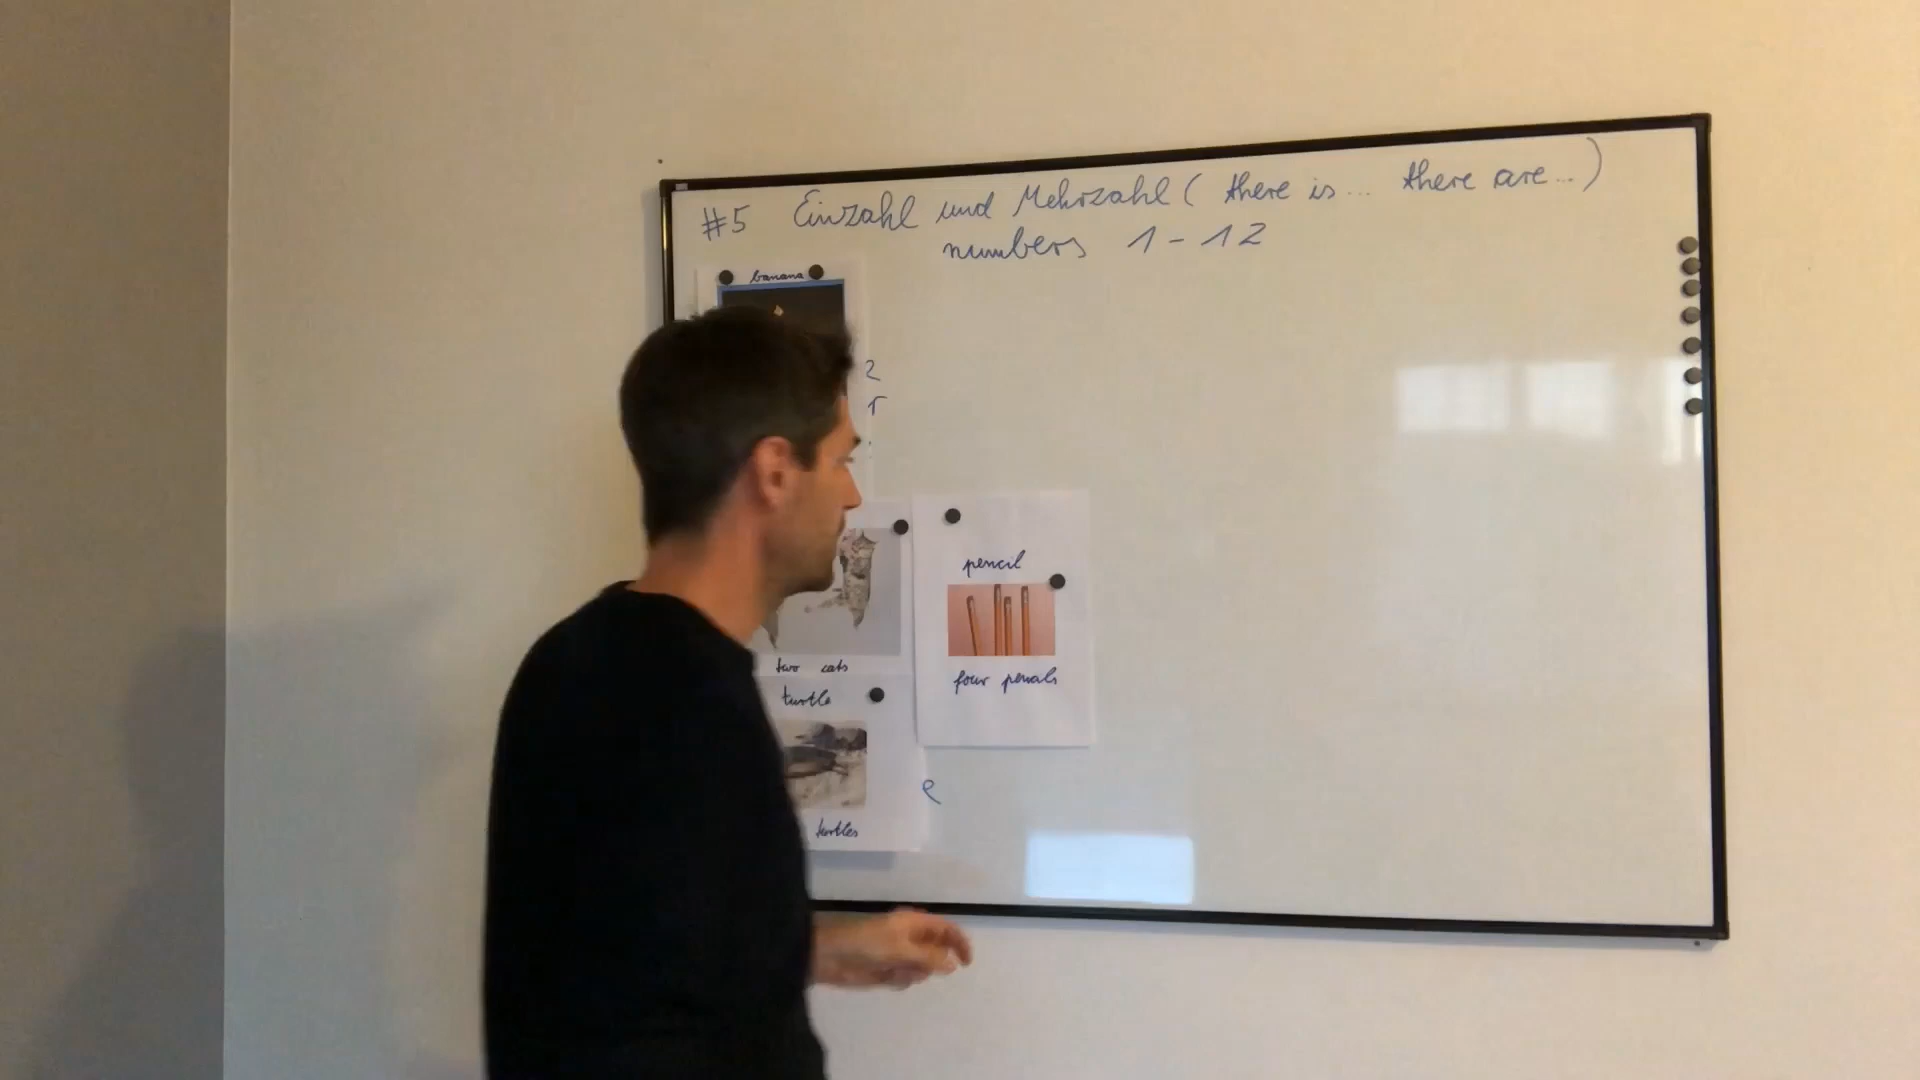 #5 Einzahl und Mehrzahl ( there is ... there are ... )
numbers 1 - 12
banana
2
pencil
four pencils
two cats
turtle
turtles
e